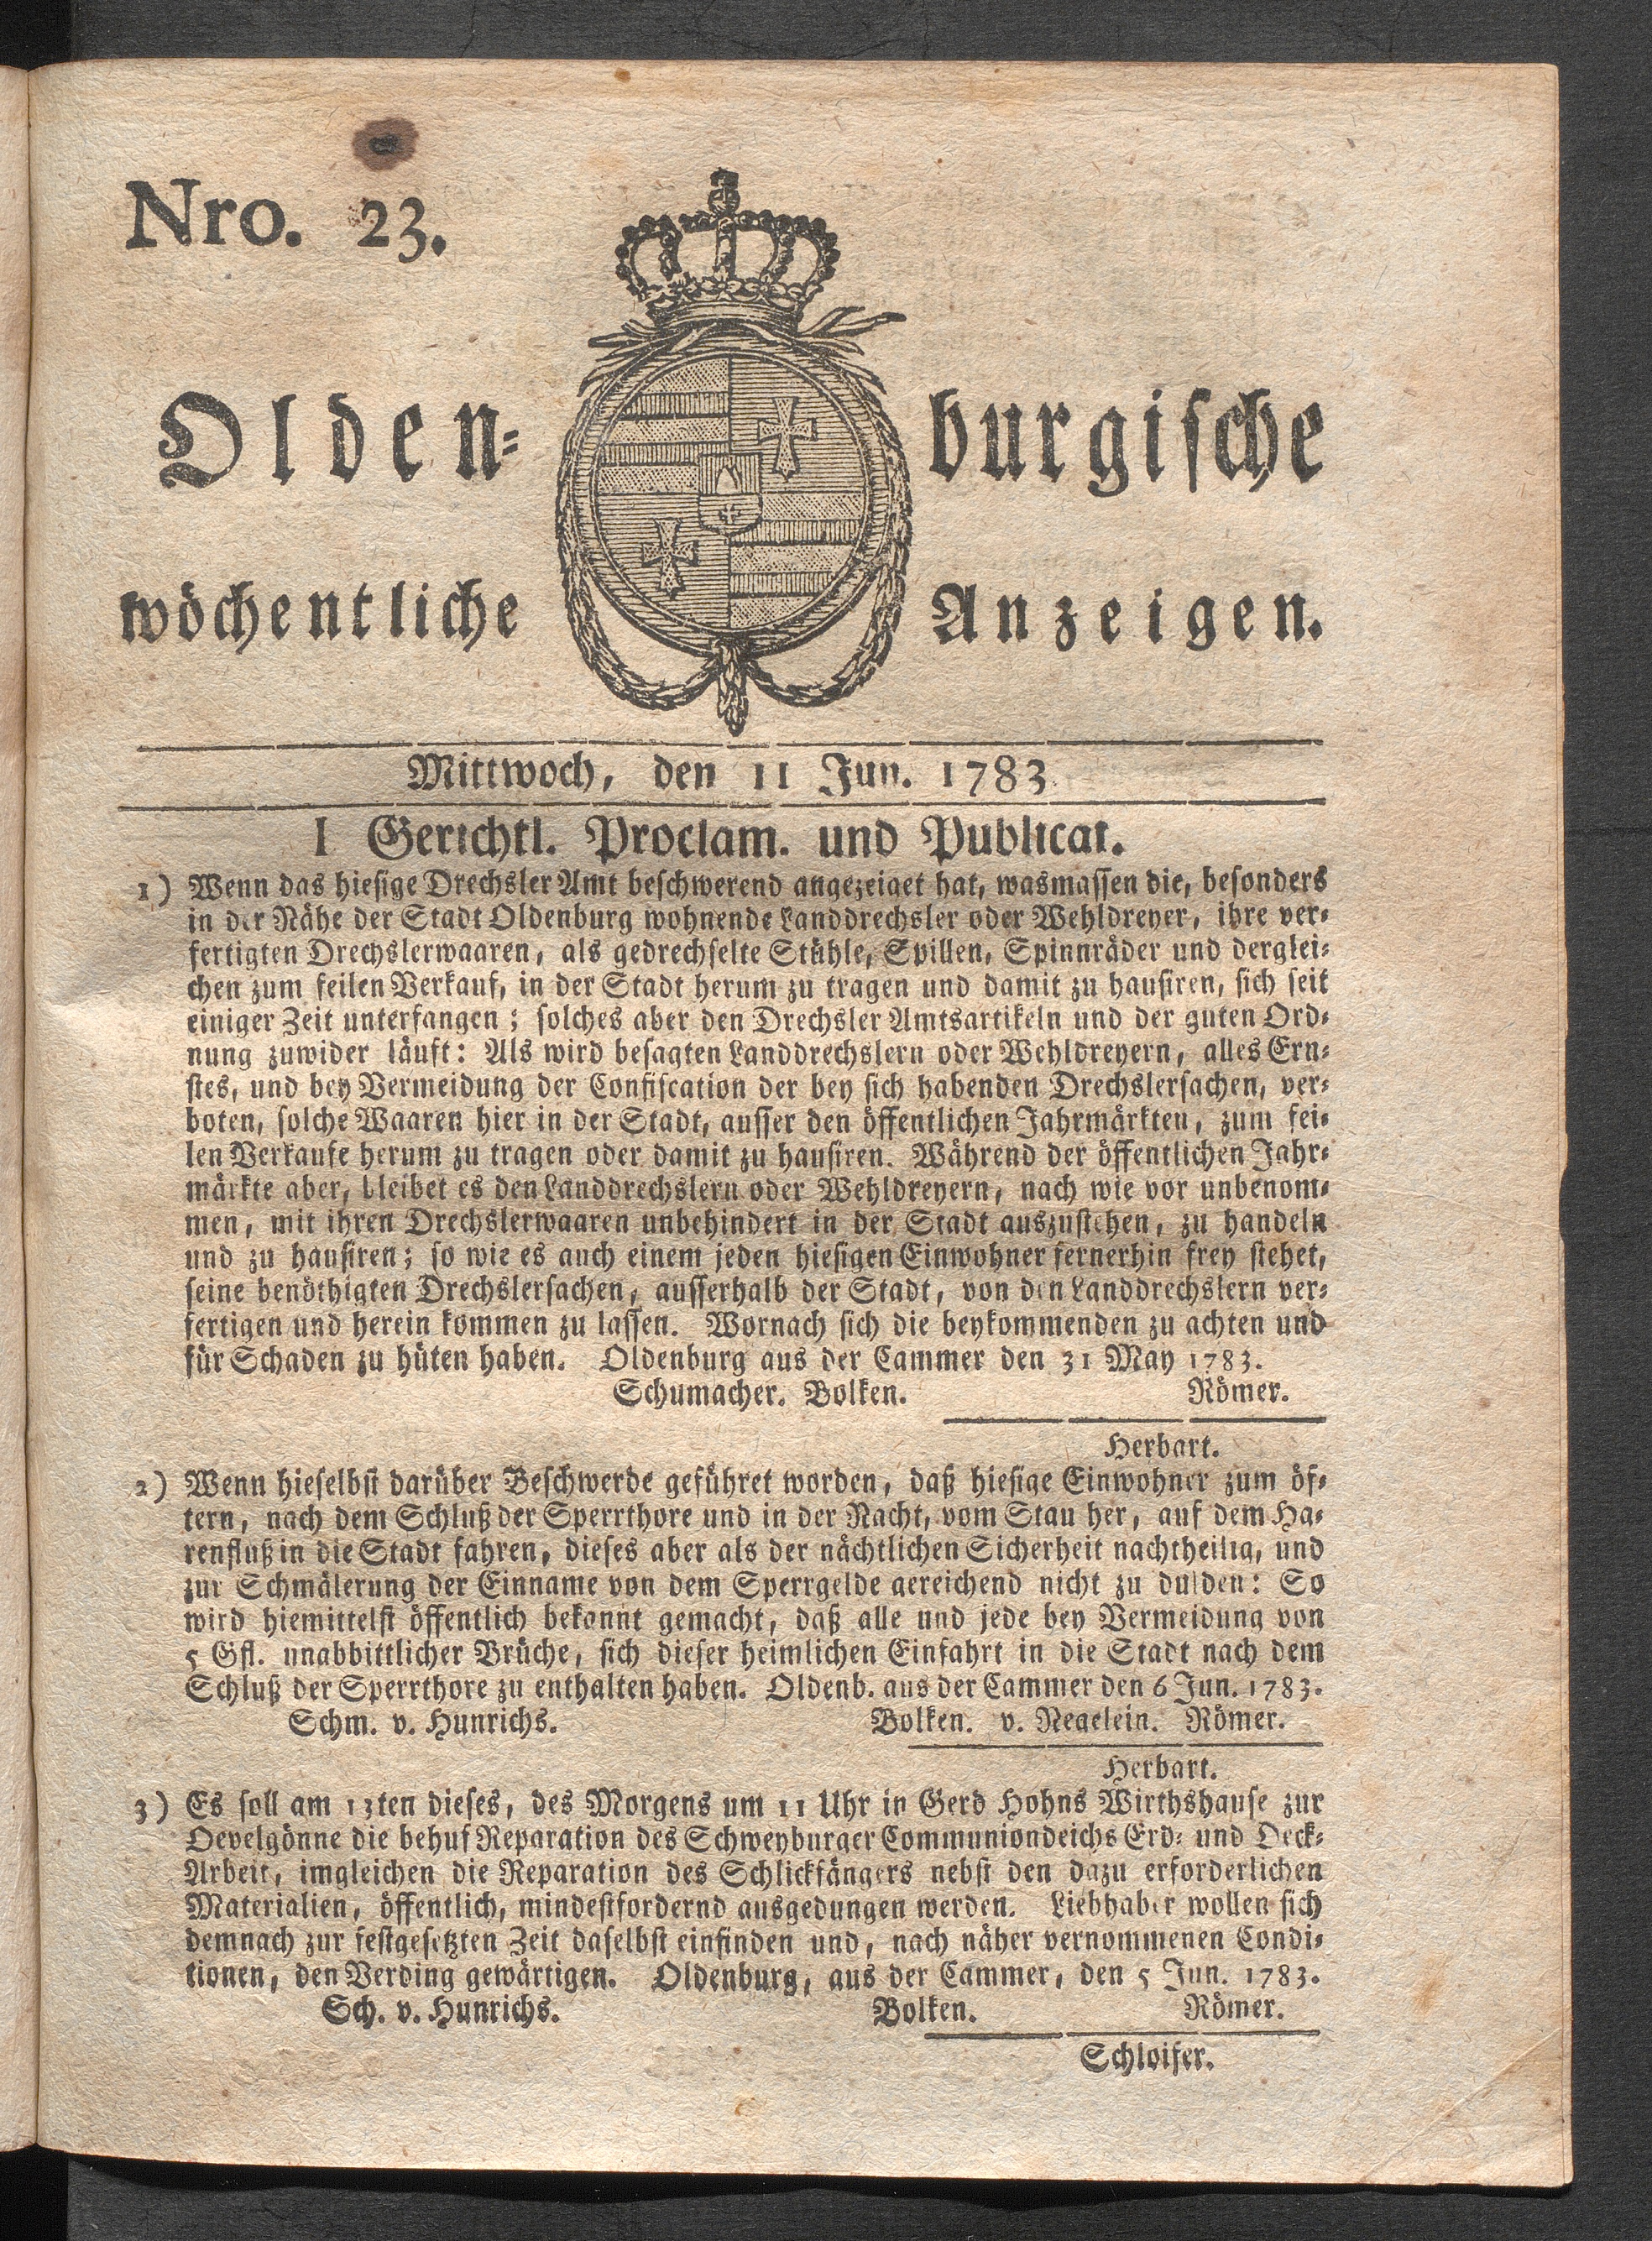 Nro. 23.
Olden- burgische
wöchentliche Anzeigen.
Mittwoch, den 11 Jun. 1783
I Gerichtl. Proclam. und Publicat.
1) Wenn das hiesige Drechsler Amt beschwerend angezeiget hat, wasmassen die, besonders
in der Nähe der Stadt Oldenburg wohnende Landdrechsler oder Wehldreyer, ihre ver-
fertigten Drechslerwaaren, als gedrechselte Stühle, Spillen, Spinnräder und derglei-
chen zum feilen Verkauf, in der Stadt herum zu tragen und damit zu hausiren, sich seit
einiger Zeit unterfangen; solches aber den Drechsler Amtsartikeln und der guten Ord-
nung zuwider läuft: Als wird besagten Landdrechslern oder Wehldreyern, alles Ern-
stes, und bey Vermeidung der Confiscation der bey sich habenden Drechslersachen, ver-
boten, solche Waaren hier in der Stadt, ausser den öffentlichen Jahrmärkten, zum fei-
len Verkaufe herum zu tragen oder damit zu hausiren. Während der öffentlichen Jahr-
märkte aber, bleibet es den Landdrechslern oder Wehldreyern, nach wie vor unbenom-
men, mit ihren Drechslerwaaren unbehindert in der Stadt auszustehen, zu handeln
und zu hausiren; so wie es auch einem jeden hiesigen Einwohner fernerhin frey stehet,
seine benöthigten Drechslersachen, ausserhalb der Stadt, von den Landdrechslern ver-
fertigen und herein kommen zu lassen. Wornach sich die beykommenden zu achten und
für Schaden zu hüten haben. Oldenburg aus der Cammer den 31 May 1783.
Schumacher. Bolken. Römer.
Herbart.
2) Wenn hieselbst darüber Beschwerde geführet worden, daß hiesige Einwohner zum öf-
tern, nach dem Schluß der Sperrthore und in der Nacht, vom Stau her, auf dem Ha-
renfluß in die Stadt fahren, dieses aber als der nächtlichen Sicherheit nachtheilig, und
zur Schmälerung der Einname von dem Sperrgelde gereichend nicht zu dulden: So
wird hiemittelst öffentlich bekannt gemacht, daß alle und jede bey Vermeidung von
5 Gfl. unabbittlicher Brüche, sich dieser heimlichen Einfahrt in die Stadt nach dem
Schluß der Sperrthore zu enthalten haben. Oldenb. aus der Cammer den 6 Jun. 1783.
Schm. v. Hunrichs. Bolken. v. Negelein. Römer.
Herbart.
3) Es soll am 13ten dieses, des Morgens um 11 Uhr in Gerd Hohns Wirthshause zur
Oevelgönne die behuf Reparation des Schweyburger Communiondeichs Erd- und Deck-
Arbeit, imgleichen die Reparation des Schlickfängers nebst den dazu erforderlichen
Materialien, öffentlich, mindestfordernd ausgedungen werden. Liebhaber wollen sich
demnach zur festgesetzten Zeit daselbst einfinden und, nach näher vernommenen Condi-
tionen, den Verding gewärtigen. Oldenburg, aus der Cammer, den 5 Jun. 1783.
Sch. v. Hunrichs. Bolken. Römer.
Schloifer.